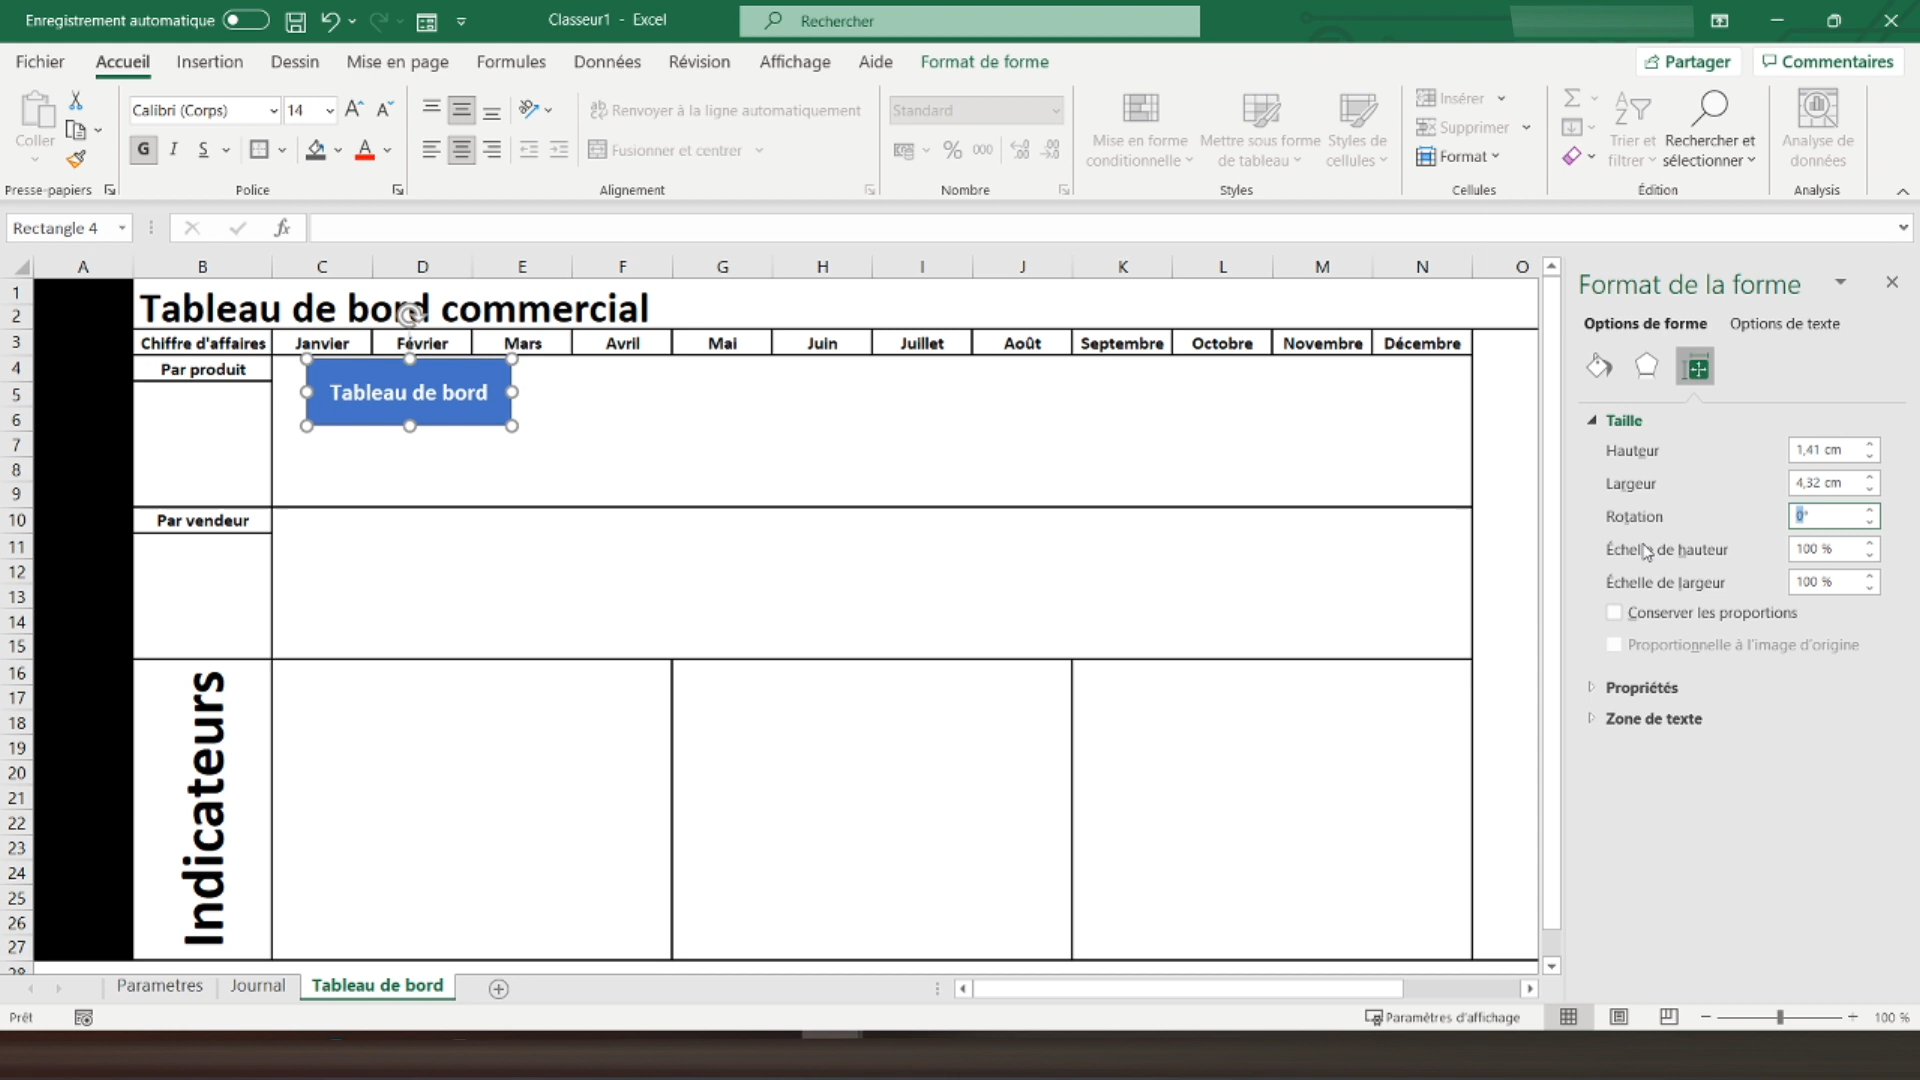 Enregistrement automatique
Classeur1 - Excel
Rechercher
Fichier Accueil Insertion Dessin Mise en page Formules Données Révision Affichage Aide Format de forme
Partager Commentaires
Coller
Presse-papiers
Calibri (Corps) 14
G I S
Police
Renvoyer à la ligne automatiquement
Fusionner et centrer
Alignement
Standard
% 000
Nombre
Mise en forme conditionnelle
Mettre sous forme de tableau
Styles de cellules
Styles
Insérer
Supprimer
Format
Cellules
Trier et filtrer
Rechercher et sélectionner
Édition
Analyse de données
Analysis
Rectangle 4
fx
A B C D E F G H I J K L M N O
1
2
Tableau de bord commercial
3 Chiffre d'affaires Janvier Février Mars Avril Mai Juin Juillet Août Septembre Octobre Novembre Décembre
4 Par produit
Tableau de bord
5
6
7
8
9
10 Par vendeur
11
12
13
14
15
16
17
18
19
20
21
22
23
24
25
26
27
28
Indicateurs
Format de la forme
Options de forme Options de texte
Taille
Hauteur 1,41 cm
Largeur 4,32 cm
Rotation 0°
Échelle de hauteur 100 %
Échelle de largeur 100 %
Conserver les proportions
Proportionnelle à l'image d'origine
Propriétés
Zone de texte
Parametres Journal Tableau de bord
Prêt
Paramètres d'affichage
100 %